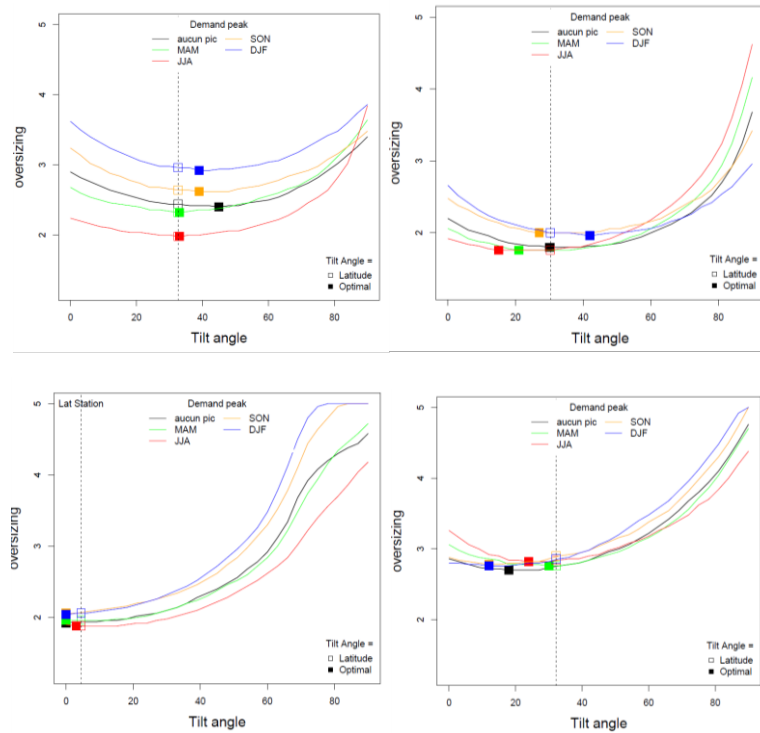 Demand peak
aucun pic SON
MAM DJF
JJA
oversizing
5
4
3
2
Tilt Angle =
Latitude
Optimal
0 20 40 60 80
Tilt angle
Demand peak
aucun pic SON
MAM DJF
JJA
oversizing
5
4
3
2
Tilt Angle =
Latitude
Optimal
0 20 40 60 80
Tilt angle
Lat Station
Demand peak
aucun pic SON
MAM DJF
JJA
oversizing
5
4
3
2
Tilt Angle =
Latitude
Optimal
0 20 40 60 80
Tilt angle
Demand peak
aucun pic SON
MAM DJF
JJA
oversizing
5
4
3
2
Tilt Angle =
Latitude
Optimal
0 20 40 60 80
Tilt angle